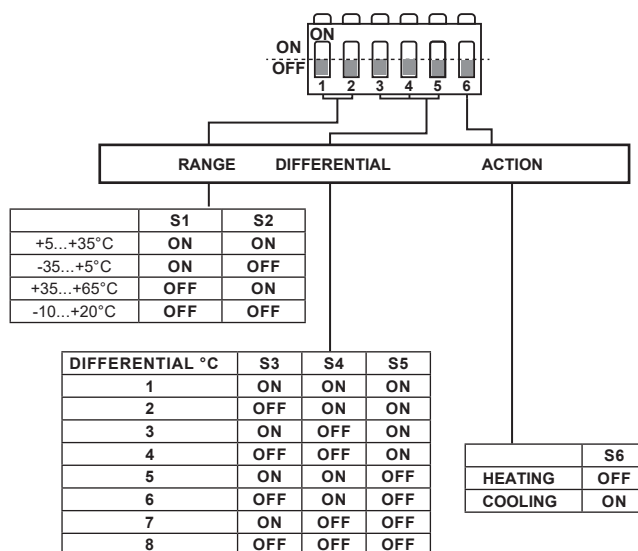 ON
ON
OFF
1 2 3 4 5 6
RANGE DIFFERENTIAL ACTION
S1 S2
+5...+35°C ON ON
-35...+5°C ON OFF
+35...+65°C OFF ON
-10...+20°C OFF OFF
DIFFERENTIAL °C S3 S4 S5
1 ON ON ON
2 OFF ON ON
3 ON OFF ON
4 OFF OFF ON
5 ON ON OFF
6 OFF ON OFF
7 ON OFF OFF
8 OFF OFF OFF
S6
HEATING OFF
COOLING ON